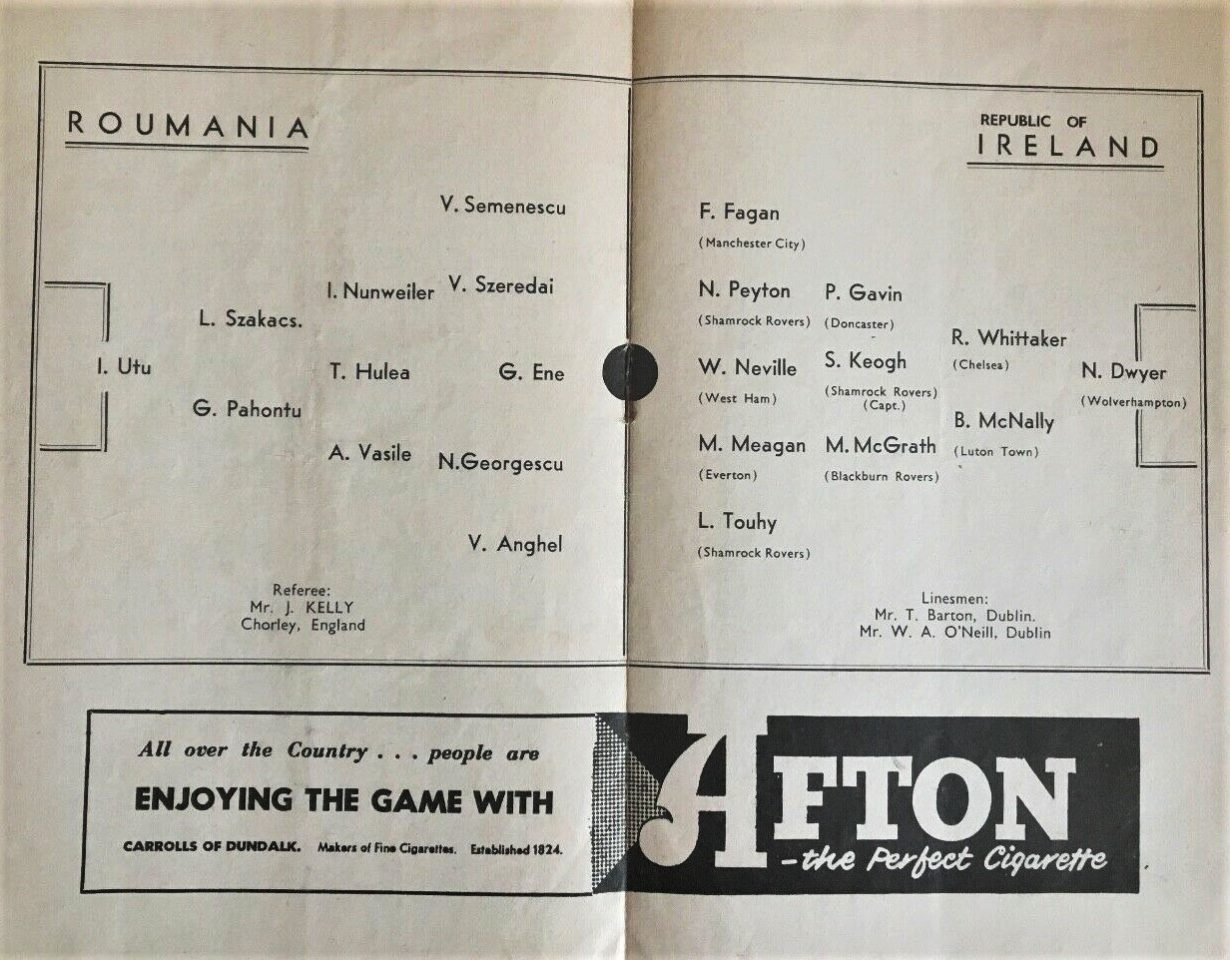 ROUMANIA
V. Semenescu
I. Nunweiler V. Szeredai
L. Szakacs.
I. Utu
T. Hulea G. Ene
G. Pahontu
A. Vasile N.Georgescu
V. Anghel
Referee:
Mr. J. KELLY
Chorley, England
REPUBLIC OF
IRELAND
F. Fagan
(Manchester City)
N. Peyton P. Gavin
(Shamrock Rovers) (Doncaster)
R. Whittaker
(Chelsea)
W. Neville S. Keogh
(West Ham) (Shamrock Rovers)
(Capt.)
N. Dwyer
(Wolverhampton)
B. McNally
(Luton Town)
M. Meagan M. McGrath
(Everton) (Blackburn Rovers)
L. Touhy
(Shamrock Rovers)
Linesmen:
Mr. T. Barton, Dublin.
Mr. W. A. O'Neill, Dublin
All over the Country . . . people are
ENJOYING THE GAME WITH
CARROLLS OF DUNDALK. Makers of Fine Cigarettes. Established 1824.
AFTON
-the Perfect Cigarette